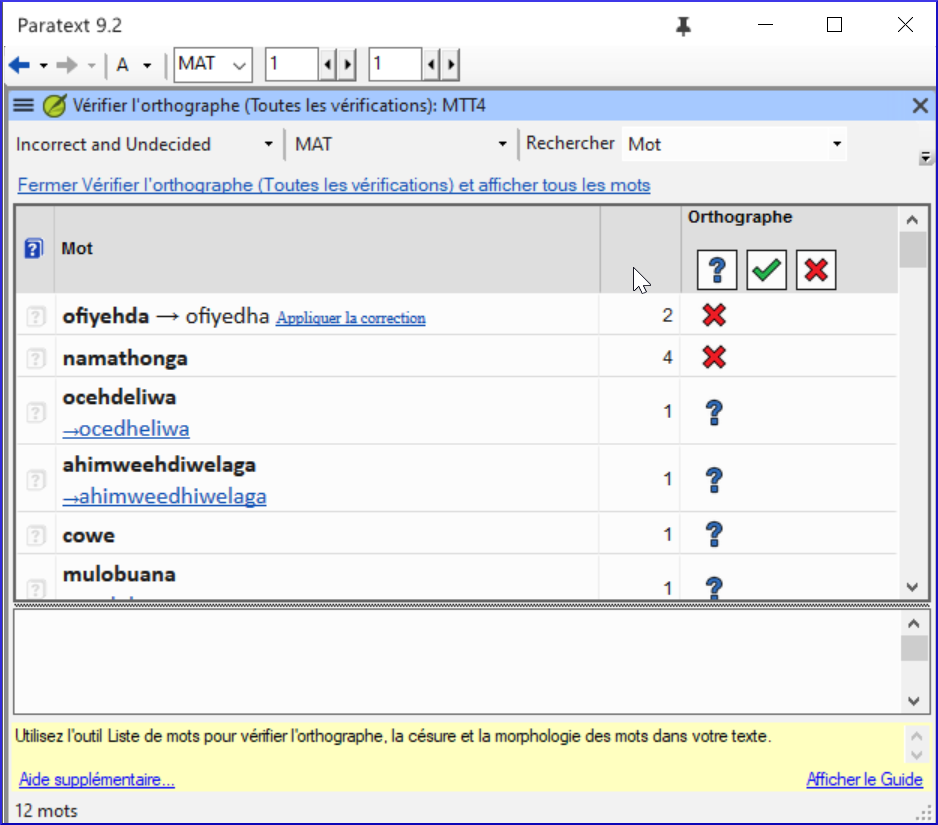 Paratext 9.2
A MAT 1 1
Vérifier l'orthographe (Toutes les vérifications): MTT4
Incorrect and Undecided MAT Rechercher Mot
Fermer Vérifier l'orthographe (Toutes les vérifications) et afficher tous les mots
Orthographe
Mot
ofiyehda → ofiyedha Appliquer la correction 2
namathonga 4
ocehdeliwa
→ocedheliwa
1
ahimweehdiwelaga
→ahimweedhiwelaga
1
cowe 1
mulobuana
1
Utilisez l'outil Liste de mots pour vérifier l'orthographe, la césure et la morphologie des mots dans votre texte.
Aide supplémentaire... Afficher le Guide
12 mots